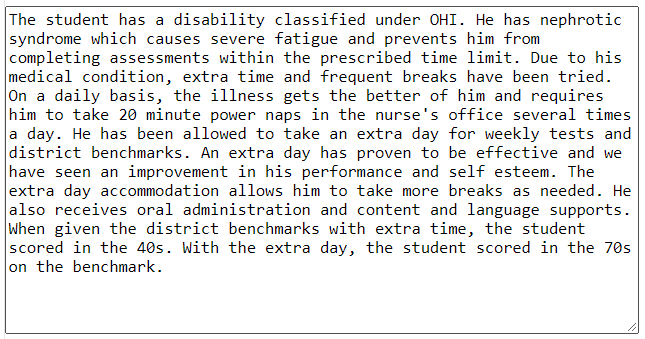 The student has a disability classified under OHI. He has nephrotic
syndrome which causes severe fatigue and prevents him from
completing assessments within the prescribed time limit. Due to his
medical condition, extra time and frequent breaks have been tried.
On a daily basis, the illness gets the better of him and requires
him to take 20 minute power naps in the nurse's office several times
a day. He has been allowed to take an extra day for weekly tests and
district benchmarks. An extra day has proven to be effective and we
have seen an improvement in his performance and self esteem. The
extra day accommodation allows him to take more breaks as needed. He
also receives oral administration and content and language supports.
When given the district benchmarks with extra time, the student
scored in the 40s. With the extra day, the student scored in the 70s
on the benchmark.